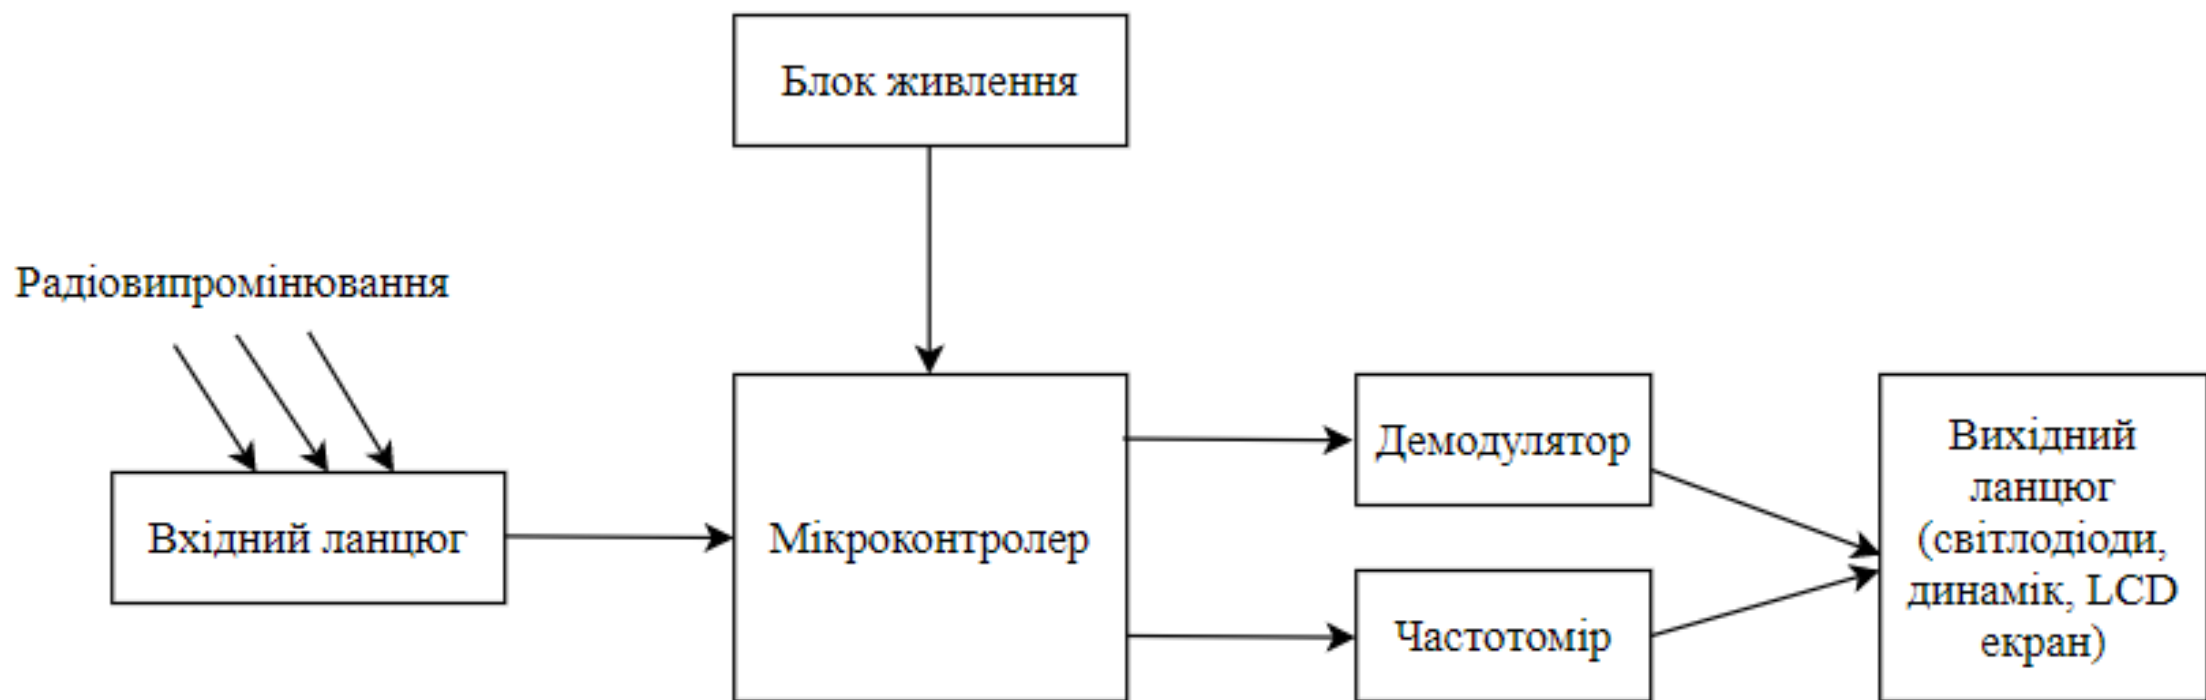 Блок живлення
Радіовипромінювання
Вхідний ланцюг
Мікроконтролер
Демодулятор
Частотомір
Вихідний
ланцюг
(світлодіоди,
динамік, LCD
екран)